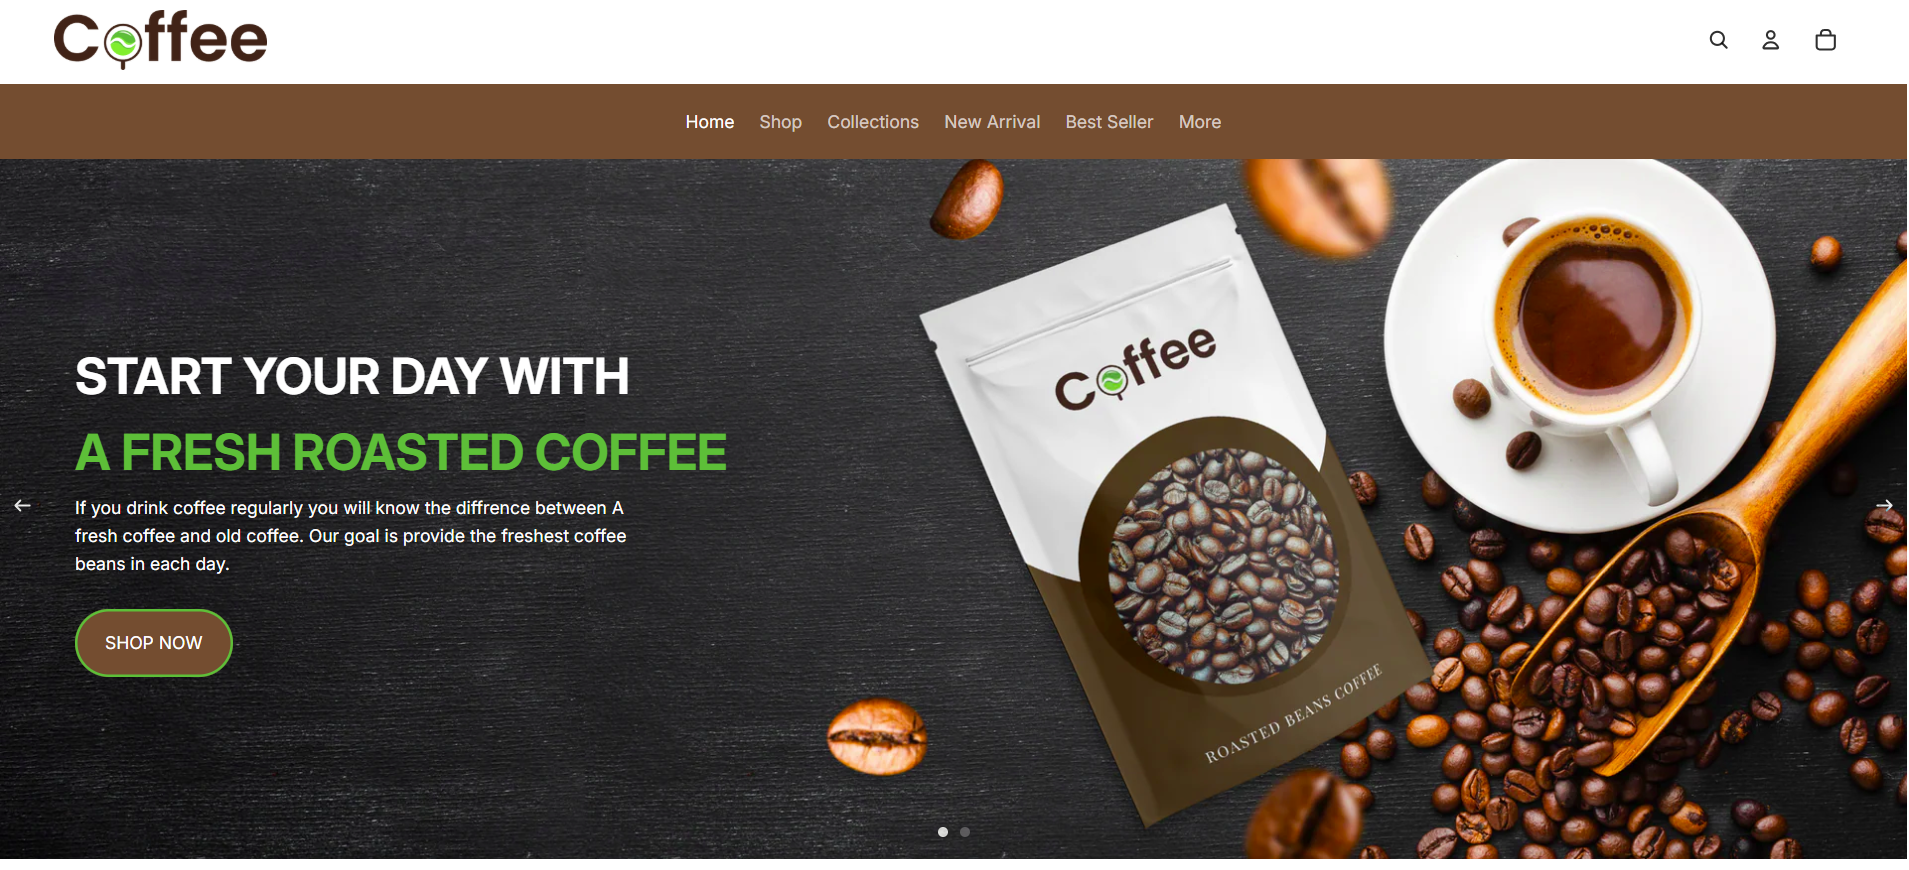 Coffee
Home Shop Collections New Arrival Best Seller More
START YOUR DAY WITH
A FRESH ROASTED COFFEE
If you drink coffee regularly you will know the diffrence between A
fresh coffee and old coffee. Our goal is provide the freshest coffee
beans in each day.
SHOP NOW
Coffee
ROASTED BEANS COFFEE